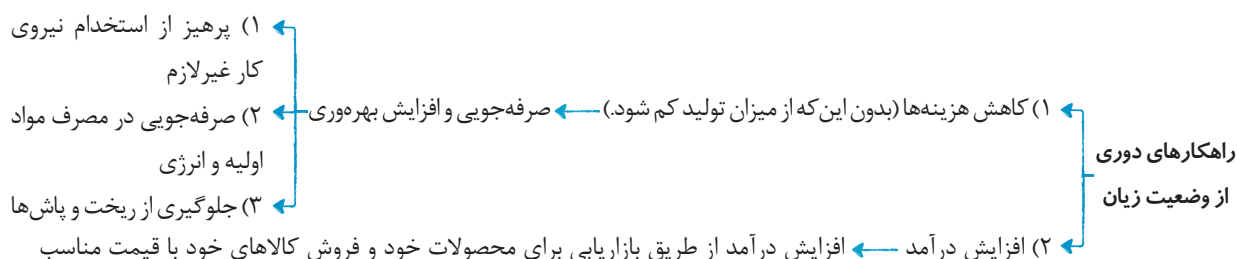 راهکارهای دوری
از وضعیت زیان
۱) کاهش هزینه‌ها (بدون این‌که از میزان تولید کم شود.)
صرفه‌جویی و افزایش بهره‌وری
۱) پرهیز از استخدام نیروی
کار غیرلازم
۲) صرفه‌جویی در مصرف مواد
اولیه و انرژی
۳) جلوگیری از ریخت و پاش‌ها
۲) افزایش درآمد
افزایش درآمد از طریق بازاریابی برای محصولات خود و فروش کالاهای خود با قیمت مناسب